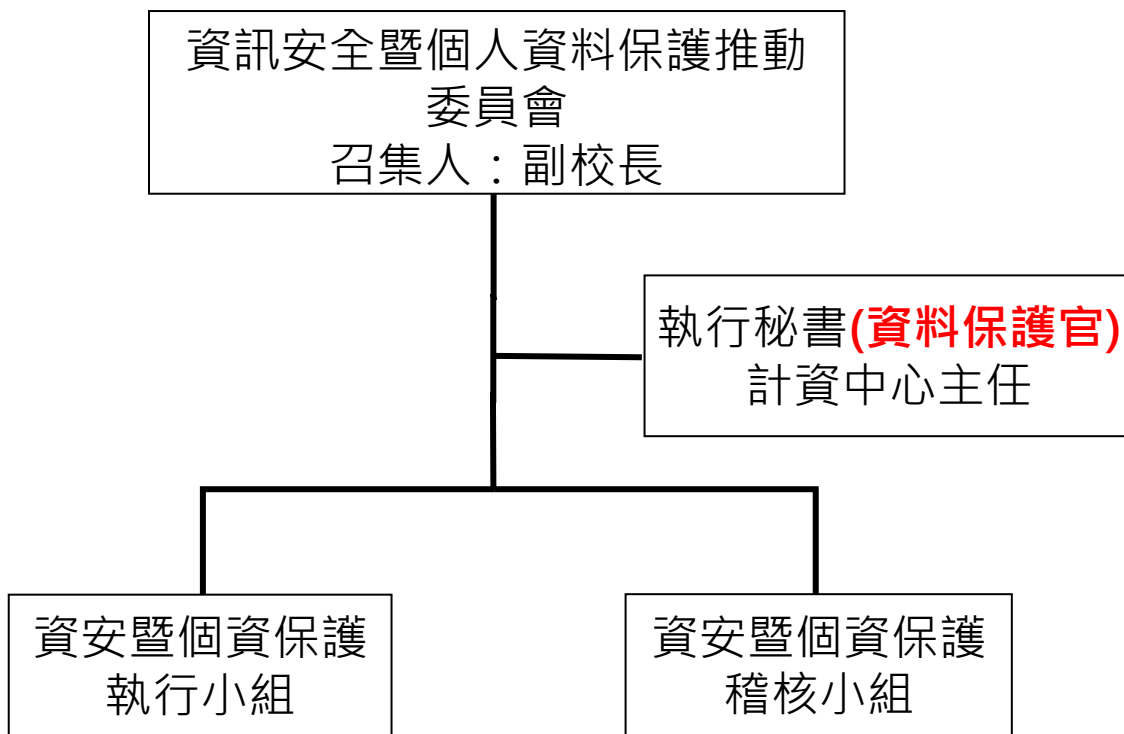 資訊安全暨個人資料保護推動
委員會
召集人：副校長
執行秘書(資料保護官)
計資中心主任
資安暨個資保護
執行小組
資安暨個資保護
稽核小組